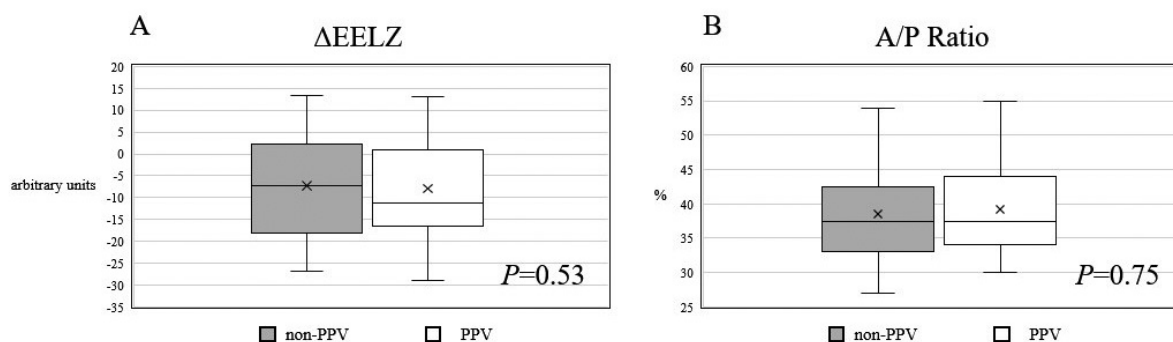 A
ΔEELZ
20
15
10
5
0
-5
-10
-15
-20
-25
-30
-35
arbitrary units
P=0.53
non-PPV
PPV
B
A/P Ratio
60
55
50
45
40
35
30
25
%
P=0.75
non-PPV
PPV